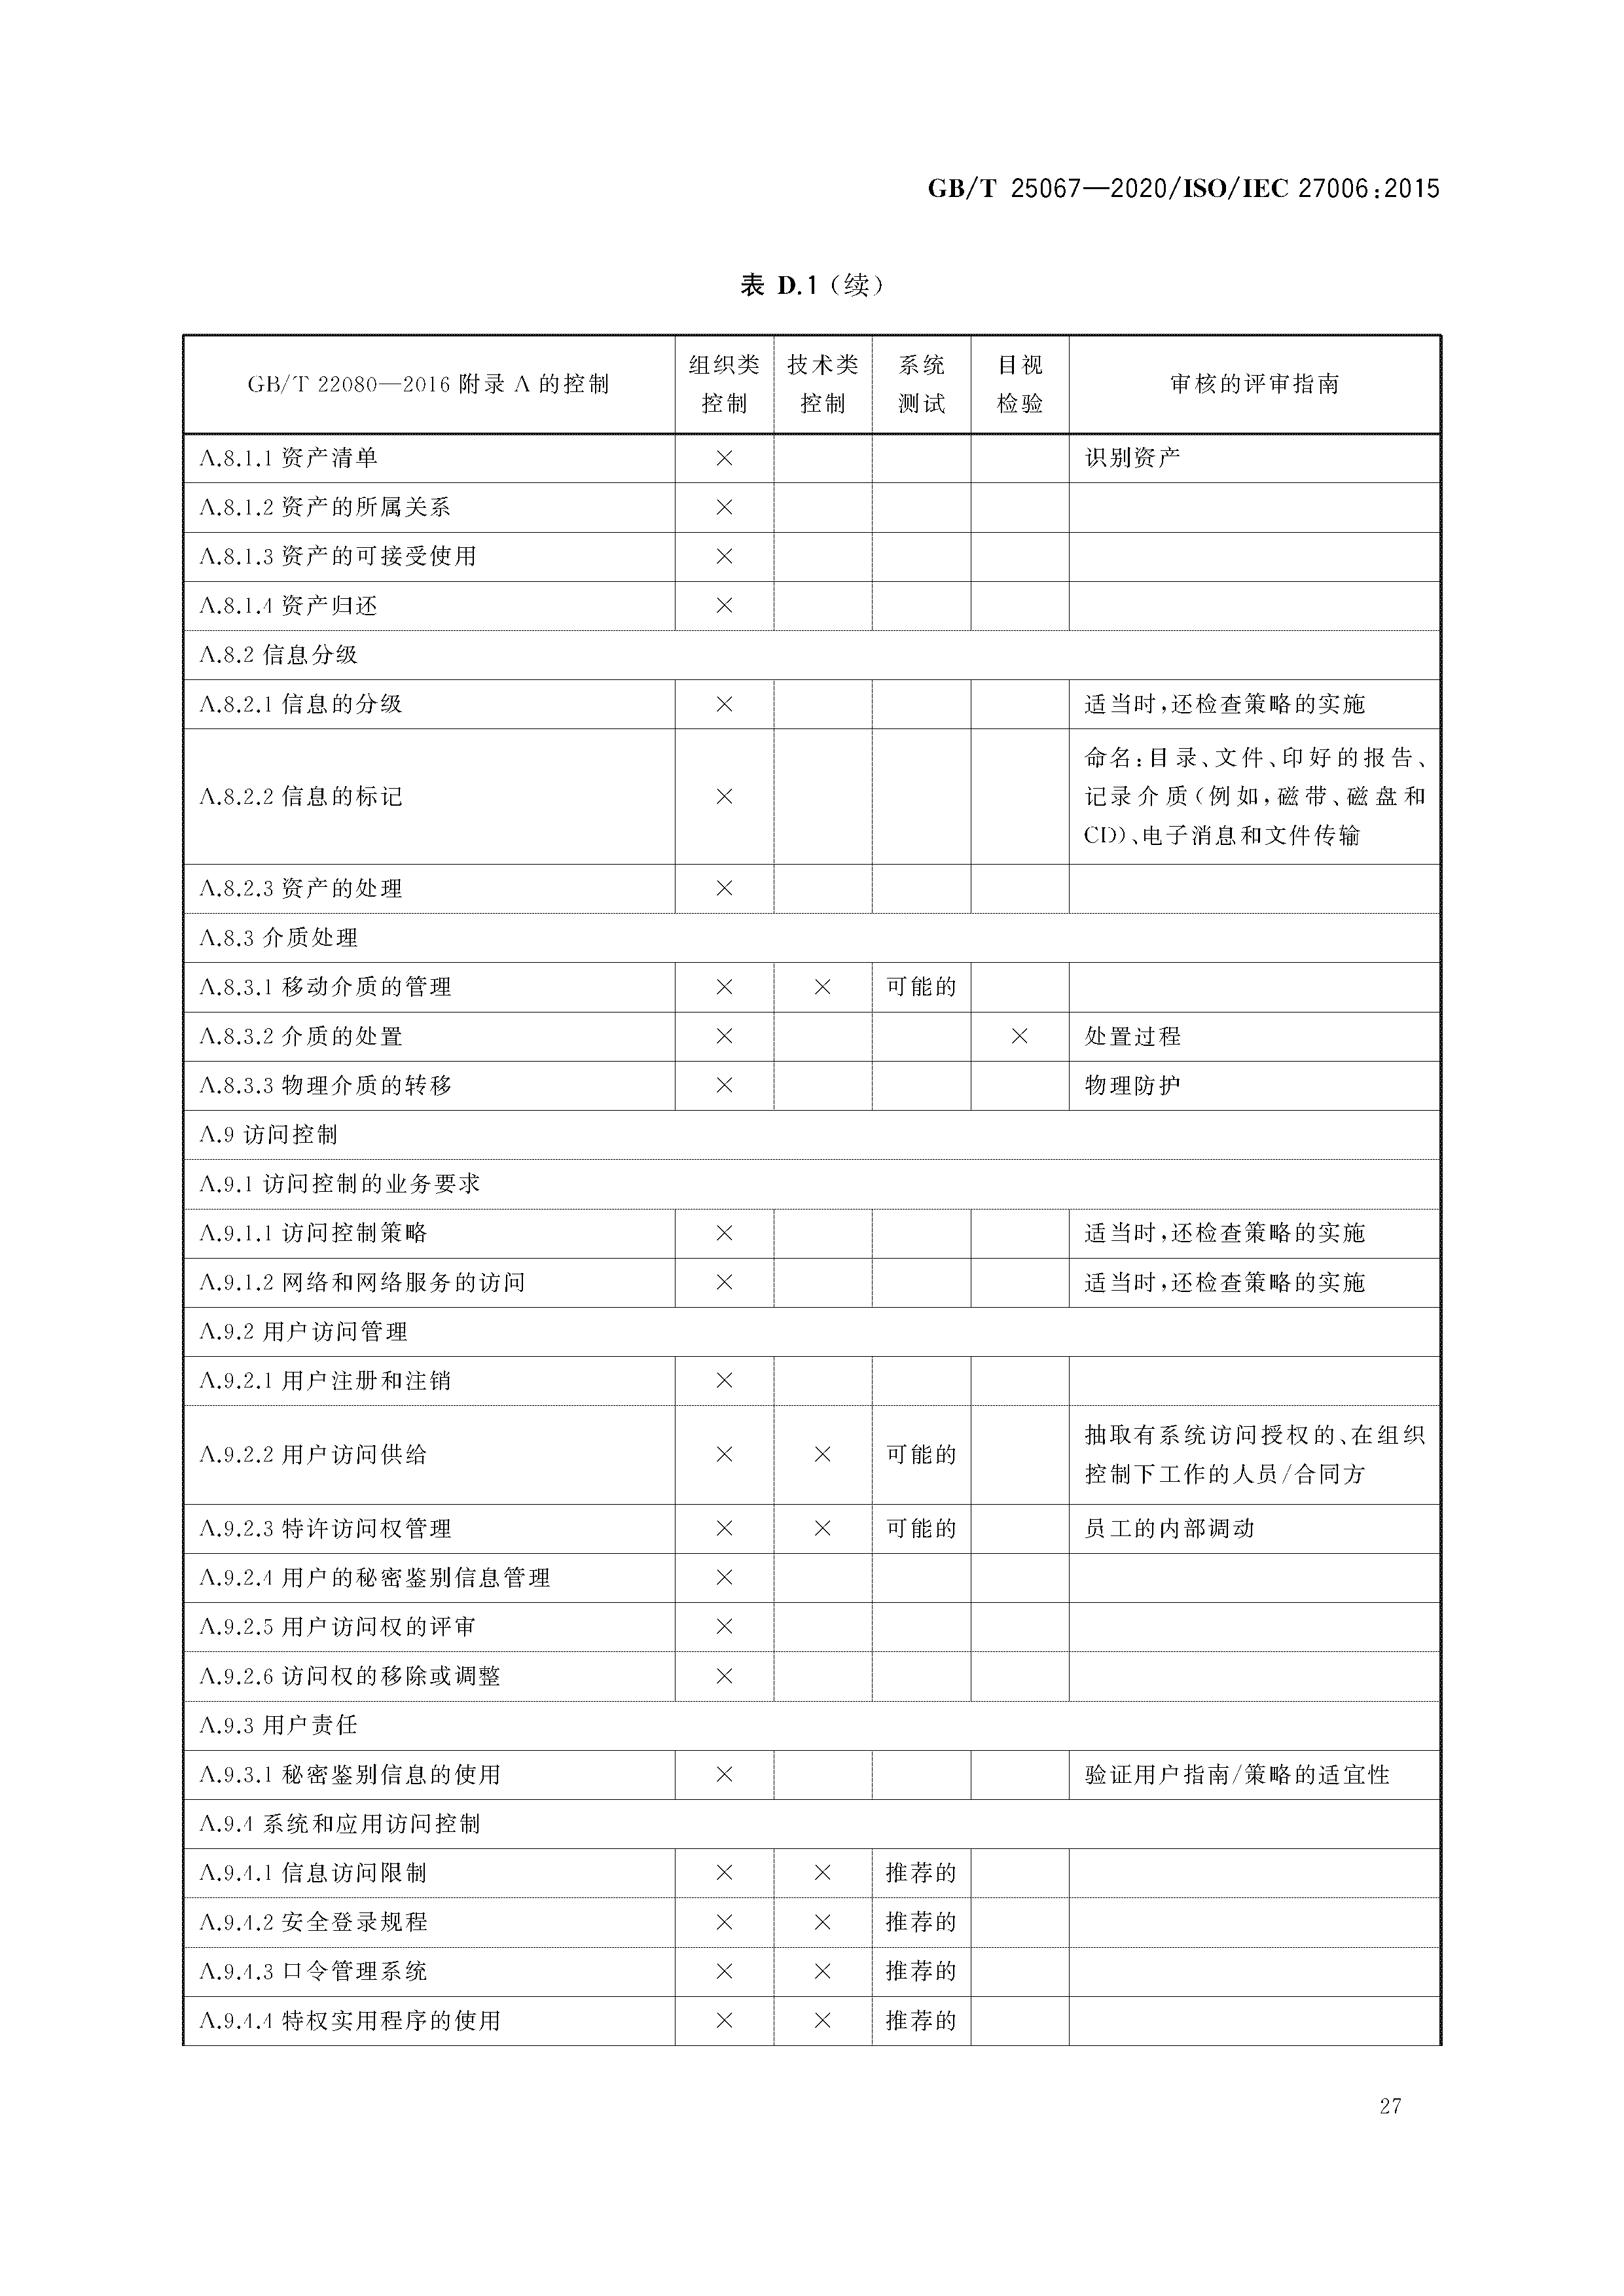 GB/T 25067—2020/ISO/IEC 27006:2015
表 D.1（续）
GB/T 22080—2016 附录 A 的控制 组织类控制 技术类控制 系统测试 目视检验 审核的评审指南
A.8.1.1 资产清单 × 识别资产
A.8.1.2 资产的所属关系 ×
A.8.1.3 资产的可接受使用 ×
A.8.1.4 资产归还 ×
A.8.2 信息分级
A.8.2.1 信息的分级 × 适当时，还检查策略的实施
A.8.2.2 信息的标记 × 命名：目录、文件、印好的报告、
记录介质（例如，磁带、磁盘和
CD）、电子消息和文件传输
A.8.2.3 资产的处理 ×
A.8.3 介质处理
A.8.3.1 移动介质的管理 × × 可能的
A.8.3.2 介质的处置 × × 处置过程
A.8.3.3 物理介质的转移 × 物理防护
A.9 访问控制
A.9.1 访问控制的业务要求
A.9.1.1 访问控制策略 × 适当时，还检查策略的实施
A.9.1.2 网络和网络服务的访问 × 适当时，还检查策略的实施
A.9.2 用户访问管理
A.9.2.1 用户注册和注销 ×
A.9.2.2 用户访问供给 × × 可能的 抽取有系统访问授权的、在组织
控制下工作的人员/合同方
A.9.2.3 特许访问权管理 × × 可能的 员工的内部调动
A.9.2.4 用户的秘密鉴别信息管理 ×
A.9.2.5 用户访问权的评审 ×
A.9.2.6 访问权的移除或调整 ×
A.9.3 用户责任
A.9.3.1 秘密鉴别信息的使用 × 验证用户指南/策略的适宜性
A.9.4 系统和应用访问控制
A.9.4.1 信息访问限制 × × 推荐的
A.9.4.2 安全登录规程 × × 推荐的
A.9.4.3 口令管理系统 × × 推荐的
A.9.4.4 特权实用程序的使用 × × 推荐的
27